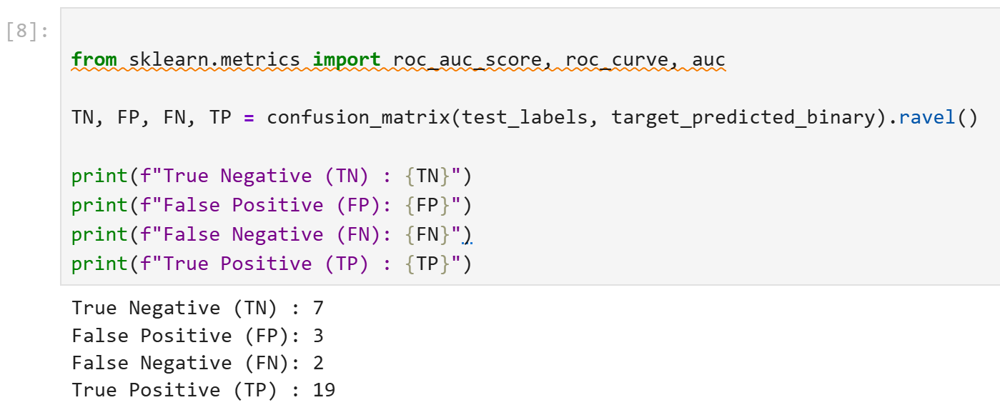 [8]:
from sklearn.metrics import roc_auc_score, roc_curve, auc
TN, FP, FN, TP = confusion_matrix(test_labels, target_predicted_binary).ravel()
print(f"True Negative (TN) : {TN}")
print(f"False Positive (FP): {FP}")
print(f"False Negative (FN): {FN}")
print(f"True Positive (TP) : {TP}")
True Negative (TN) : 7
False Positive (FP): 3
False Negative (FN): 2
True Positive (TP) : 19